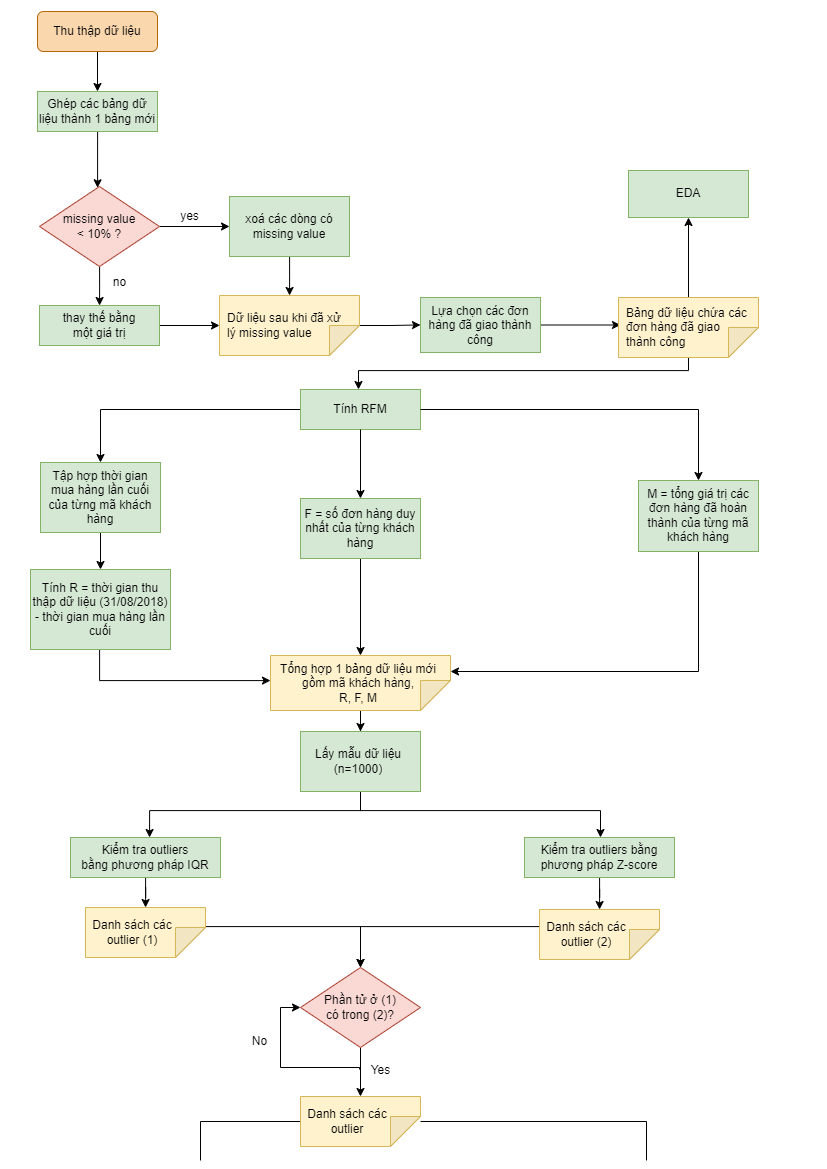 Thu thập dữ liệu
Ghép các bảng dữ
liệu thành 1 bảng mới
missing value
< 10% ?
yes
xoá các dòng có
missing value
EDA
no
thay thế bằng
một giá trị
Dữ liệu sau khi đã xử
lý missing value
Lựa chọn các đơn
hàng đã giao thành
công
Bảng dữ liệu chứa các
đơn hàng đã giao
thành công
Tính RFM
Tập hợp thời gian
mua hàng lần cuối
của từng mã khách
hàng
F = số đơn hàng duy
nhất của từng khách
hàng
M = tổng giá trị các
đơn hàng đã hoàn
thành của từng mã
khách hàng
Tính R = thời gian thu
thập dữ liệu (31/08/2018)
- thời gian mua hàng lần
cuối
Tổng hợp 1 bảng dữ liệu mới
gồm mã khách hàng,
R, F, M
Lấy mẫu dữ liệu
(n=1000)
Kiểm tra outliers
bằng phương pháp IQR
Kiểm tra outliers bằng
phương pháp Z-score
Danh sách các
outlier (1)
Danh sách các
outlier (2)
Phần tử ở (1)
có trong (2)?
No
Yes
Danh sách các
outlier